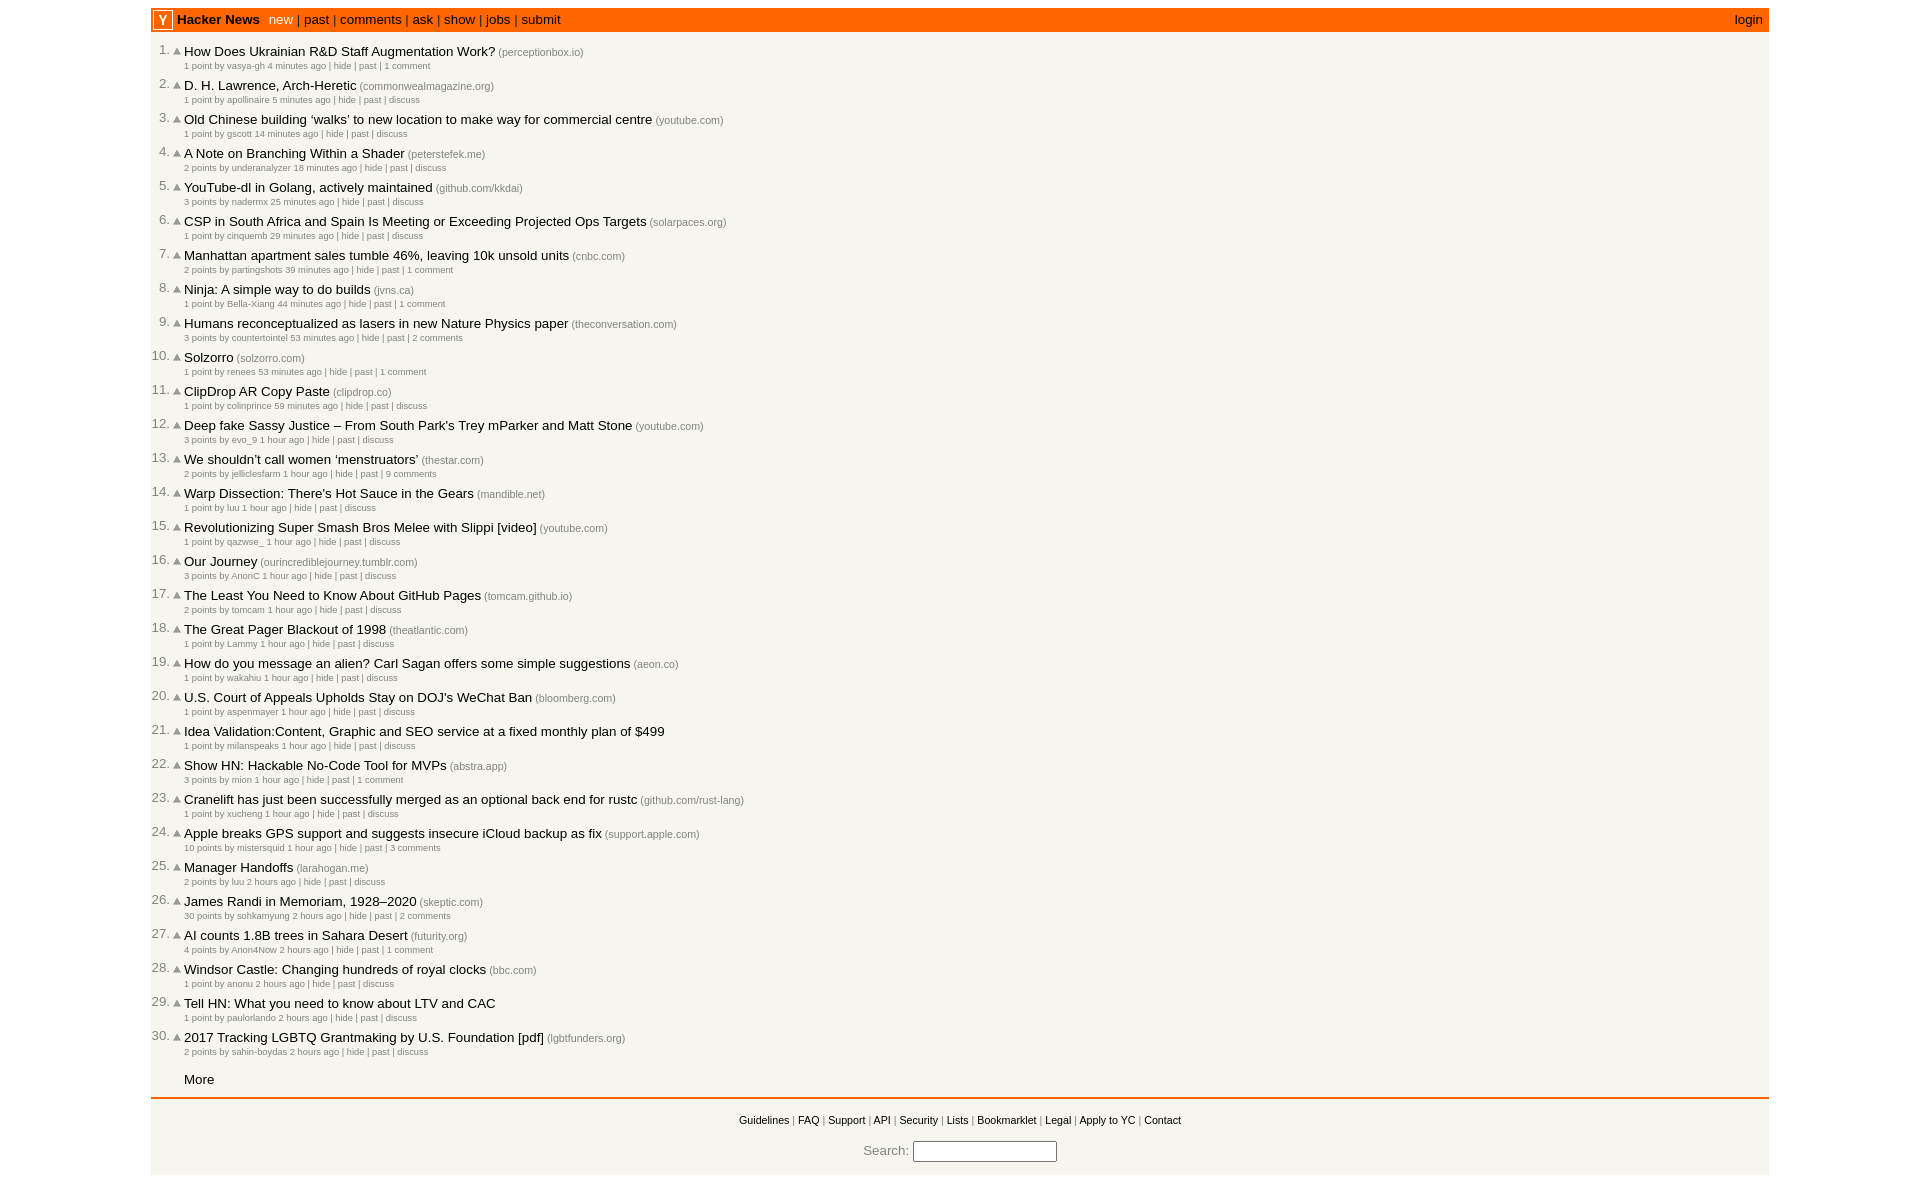 Y Hacker News new | past | comments | ask | show | jobs | submit login
1. How Does Ukrainian R&D Staff Augmentation Work? (perceptionbox.io)
1 point by vasya-gh 4 minutes ago | hide | past | 1 comment
2. D. H. Lawrence, Arch-Heretic (commonwealmagazine.org)
1 point by apollinaire 5 minutes ago | hide | past | discuss
3. Old Chinese building ‘walks’ to new location to make way for commercial centre (youtube.com)
1 point by gscott 14 minutes ago | hide | past | discuss
4. A Note on Branching Within a Shader (peterstefek.me)
2 points by underanalyzer 18 minutes ago | hide | past | discuss
5. YouTube-dl in Golang, actively maintained (github.com/kkdai)
3 points by nadermx 25 minutes ago | hide | past | discuss
6. CSP in South Africa and Spain Is Meeting or Exceeding Projected Ops Targets (solarpaces.org)
1 point by cinquemb 29 minutes ago | hide | past | discuss
7. Manhattan apartment sales tumble 46%, leaving 10k unsold units (cnbc.com)
2 points by partingshots 39 minutes ago | hide | past | 1 comment
8. Ninja: A simple way to do builds (jvns.ca)
1 point by Bella-Xiang 44 minutes ago | hide | past | 1 comment
9. Humans reconceptualized as lasers in new Nature Physics paper (theconversation.com)
3 points by countertointel 53 minutes ago | hide | past | 2 comments
10. Solzorro (solzorro.com)
1 point by renees 53 minutes ago | hide | past | 1 comment
11. ClipDrop AR Copy Paste (clipdrop.co)
1 point by colinprince 59 minutes ago | hide | past | discuss
12. Deep fake Sassy Justice – From South Park's Trey mParker and Matt Stone (youtube.com)
3 points by evo_9 1 hour ago | hide | past | discuss
13. We shouldn’t call women ‘menstruators’ (thestar.com)
2 points by jelliclesfarm 1 hour ago | hide | past | 9 comments
14. Warp Dissection: There's Hot Sauce in the Gears (mandible.net)
1 point by luu 1 hour ago | hide | past | discuss
15. Revolutionizing Super Smash Bros Melee with Slippi [video] (youtube.com)
1 point by qazwse_ 1 hour ago | hide | past | discuss
16. Our Journey (ourincrediblejourney.tumblr.com)
3 points by AnonC 1 hour ago | hide | past | discuss
17. The Least You Need to Know About GitHub Pages (tomcam.github.io)
2 points by tomcam 1 hour ago | hide | past | discuss
18. The Great Pager Blackout of 1998 (theatlantic.com)
1 point by Lammy 1 hour ago | hide | past | discuss
19. How do you message an alien? Carl Sagan offers some simple suggestions (aeon.co)
1 point by wakahiu 1 hour ago | hide | past | discuss
20. U.S. Court of Appeals Upholds Stay on DOJ's WeChat Ban (bloomberg.com)
1 point by aspenmayer 1 hour ago | hide | past | discuss
21. Idea Validation:Content, Graphic and SEO service at a fixed monthly plan of $499
1 point by milanspeaks 1 hour ago | hide | past | discuss
22. Show HN: Hackable No-Code Tool for MVPs (abstra.app)
3 points by mion 1 hour ago | hide | past | 1 comment
23. Cranelift has just been successfully merged as an optional back end for rustc (github.com/rust-lang)
1 point by xucheng 1 hour ago | hide | past | discuss
24. Apple breaks GPS support and suggests insecure iCloud backup as fix (support.apple.com)
10 points by mistersquid 1 hour ago | hide | past | 3 comments
25. Manager Handoffs (larahogan.me)
2 points by luu 2 hours ago | hide | past | discuss
26. James Randi in Memoriam, 1928–2020 (skeptic.com)
30 points by sohkamyung 2 hours ago | hide | past | 2 comments
27. AI counts 1.8B trees in Sahara Desert (futurity.org)
4 points by Anon4Now 2 hours ago | hide | past | 1 comment
28. Windsor Castle: Changing hundreds of royal clocks (bbc.com)
1 point by anonu 2 hours ago | hide | past | discuss
29. Tell HN: What you need to know about LTV and CAC
1 point by paulorlando 2 hours ago | hide | past | discuss
30. 2017 Tracking LGBTQ Grantmaking by U.S. Foundation [pdf] (lgbtfunders.org)
2 points by sahin-boydas 2 hours ago | hide | past | discuss
More
Guidelines | FAQ | Support | API | Security | Lists | Bookmarklet | Legal | Apply to YC | Contact
Search: